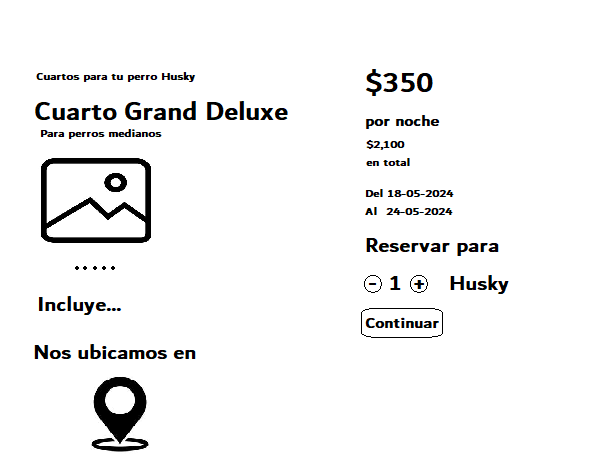 Cuartos para tu perro Husky
Cuarto Grand Deluxe
Para perros medianos
Incluye...
Nos ubicamos en
$350
por noche
$2,100
en total
Del 18-05-2024
Al 24-05-2024
Reservar para
- 1 + Husky
Continuar